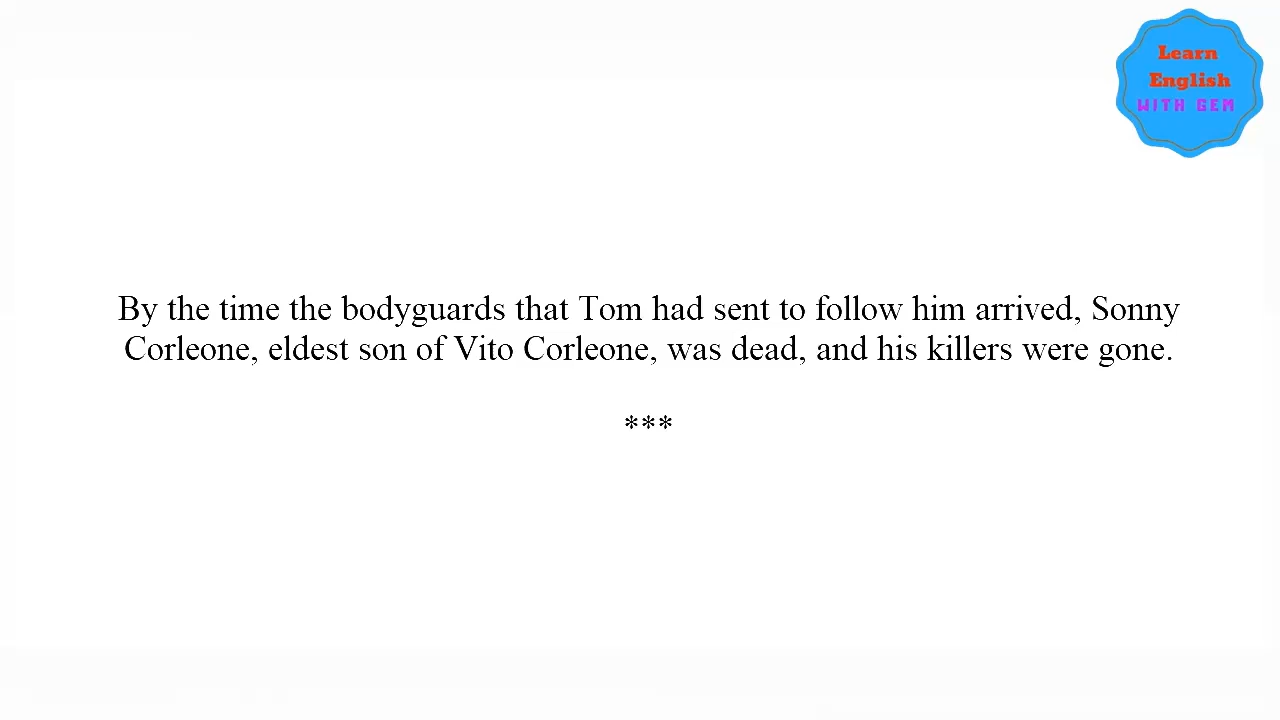 Learn
English
WITH GEM
By the time the bodyguards that Tom had sent to follow him arrived, Sonny
Corleone, eldest son of Vito Corleone, was dead, and his killers were gone.
***